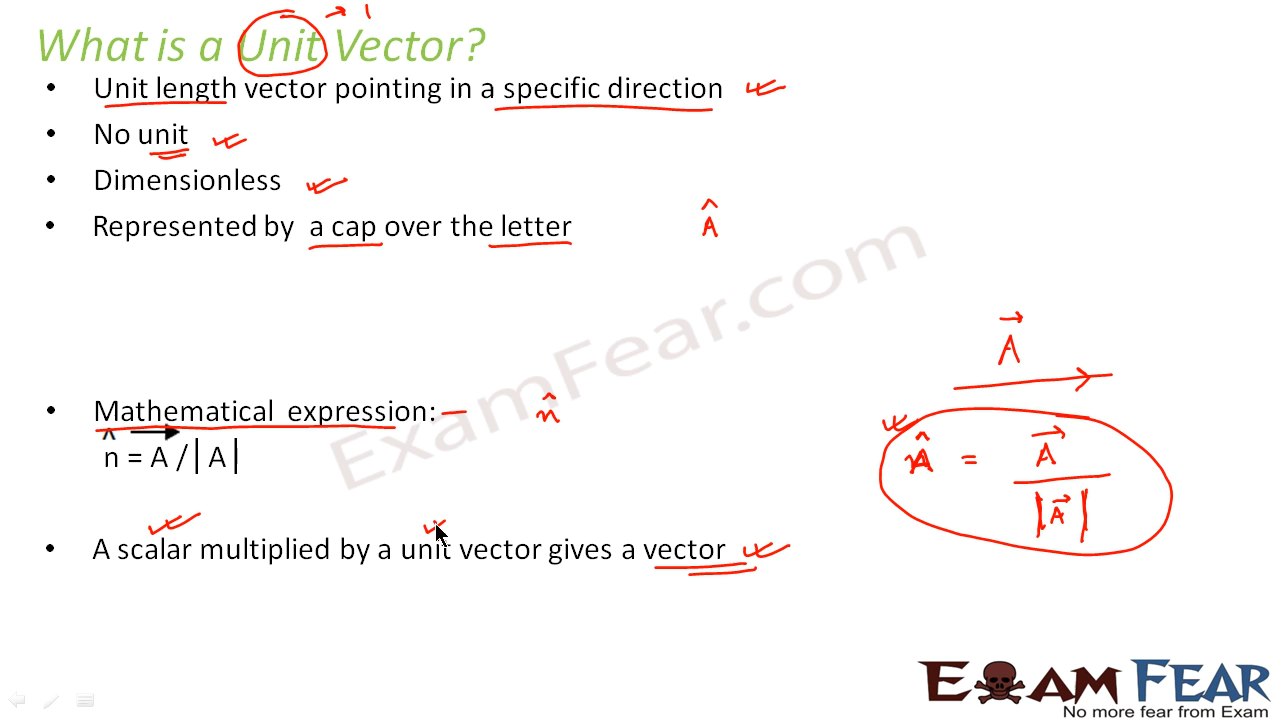 What is a Unit Vector? → 1
• Unit length vector pointing in a specific direction
• No unit
• Dimensionless
• Represented by a cap over the letter Â
ExamFear.com
A⃗
• Mathematical expression: – n̂
n̂ = A⃗ / | A |
Â = A⃗ / |A⃗|
• A scalar multiplied by a unit vector gives a vector
EXAM FEAR
No more fear from Exam